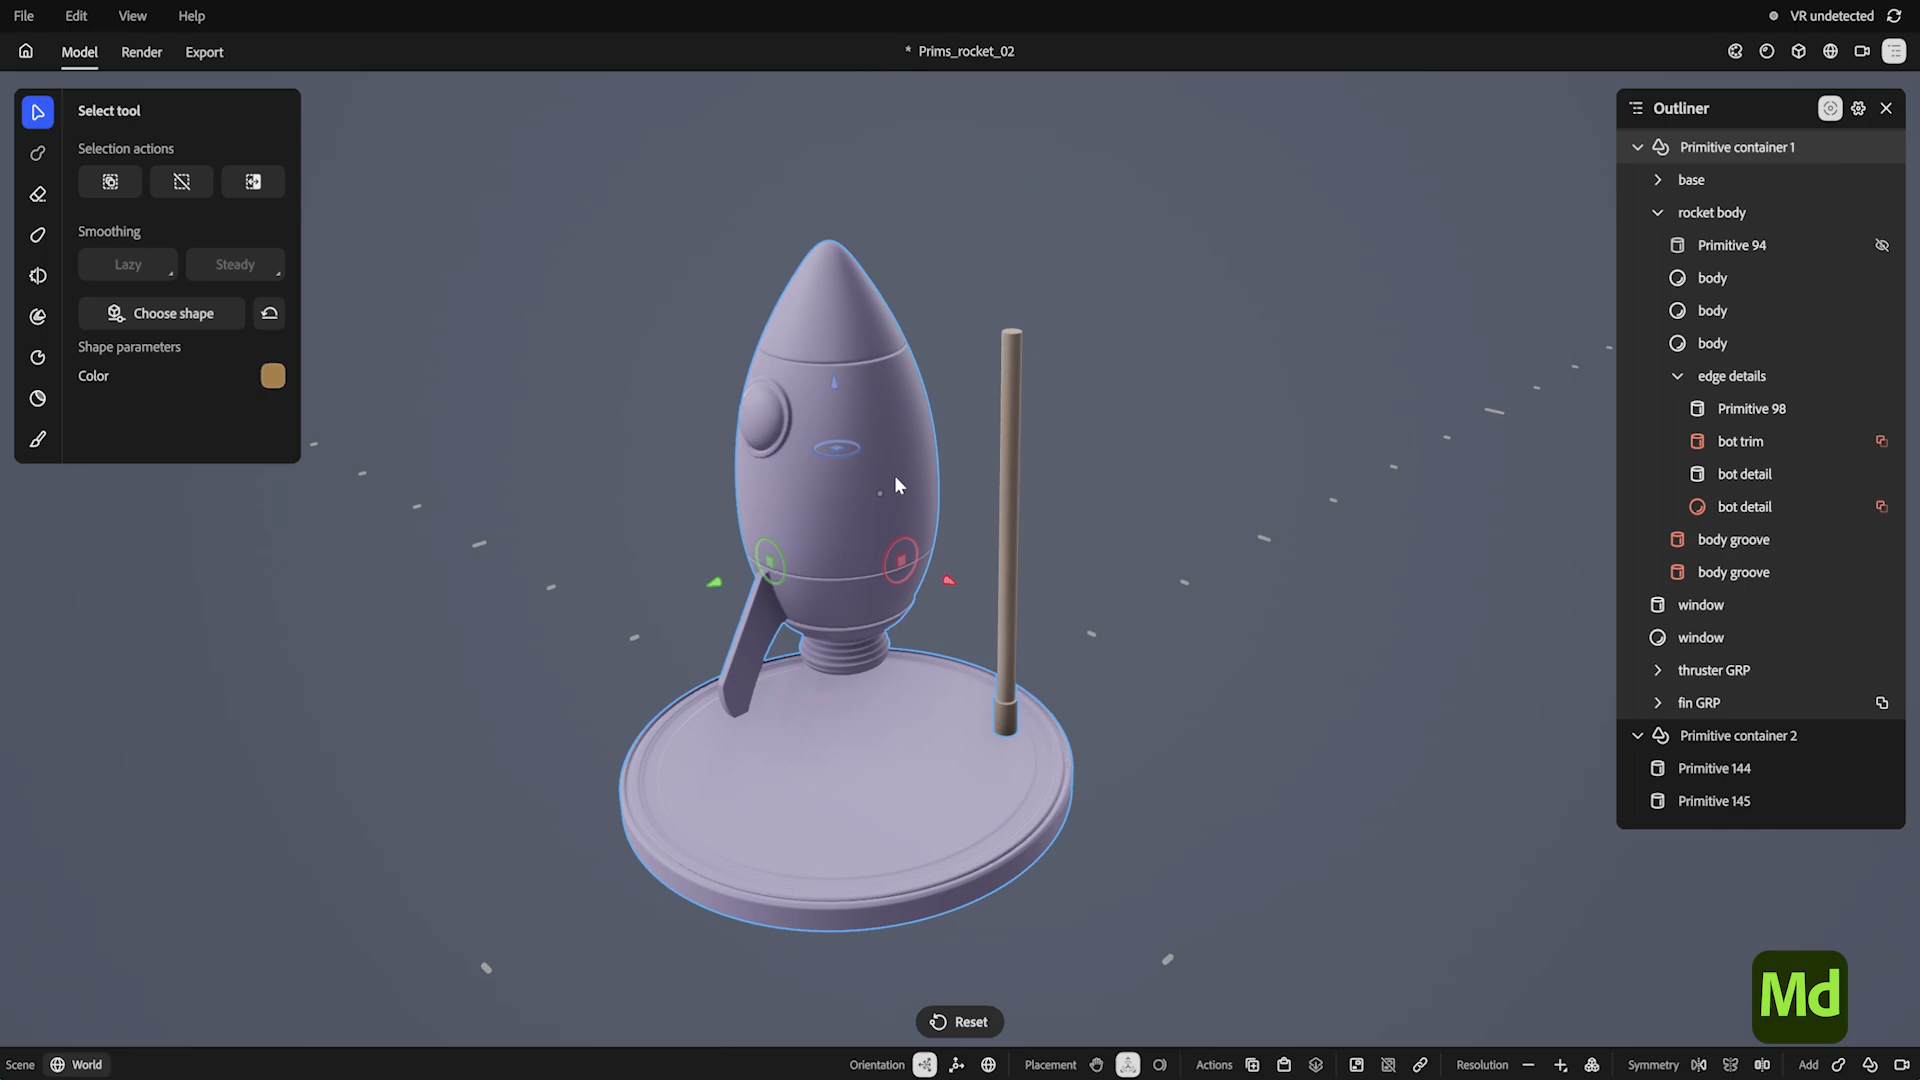 File Edit View Help
VR undetected
Model Render Export
* Prims_rocket_02
Select tool
Selection actions
Smoothing
Lazy Steady
Choose shape
Shape parameters
Color
Outliner
Primitive container 1
base
rocket body
Primitive 94
body
body
body
edge details
Primitive 98
bot trim
bot detail
bot detail
body groove
body groove
window
window
thruster GRP
fin GRP
Primitive container 2
Primitive 144
Primitive 145
Md
Reset
Scene World Orientation Placement Actions Resolution Symmetry Add